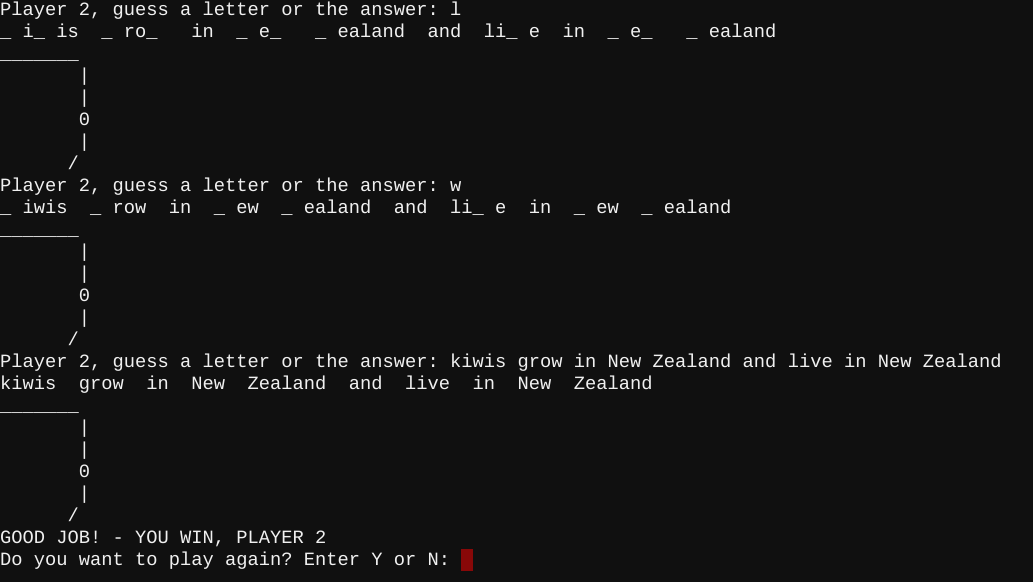 Player 2, guess a letter or the answer: l
_ i_ is  _ ro_   in  _ e_   _ ealand  and  li_ e  in  _ e_   _ ealand
_______
       |
       |
       0
       |
      /
Player 2, guess a letter or the answer: w
_ iwis  _ row  in  _ ew  _ ealand  and  li_ e  in  _ ew  _ ealand
_______
       |
       |
       0
       |
      /
Player 2, guess a letter or the answer: kiwis grow in New Zealand and live in New Zealand
kiwis  grow  in  New  Zealand  and  live  in  New  Zealand
_______
       |
       |
       0
       |
      /
GOOD JOB! - YOU WIN, PLAYER 2
Do you want to play again? Enter Y or N: